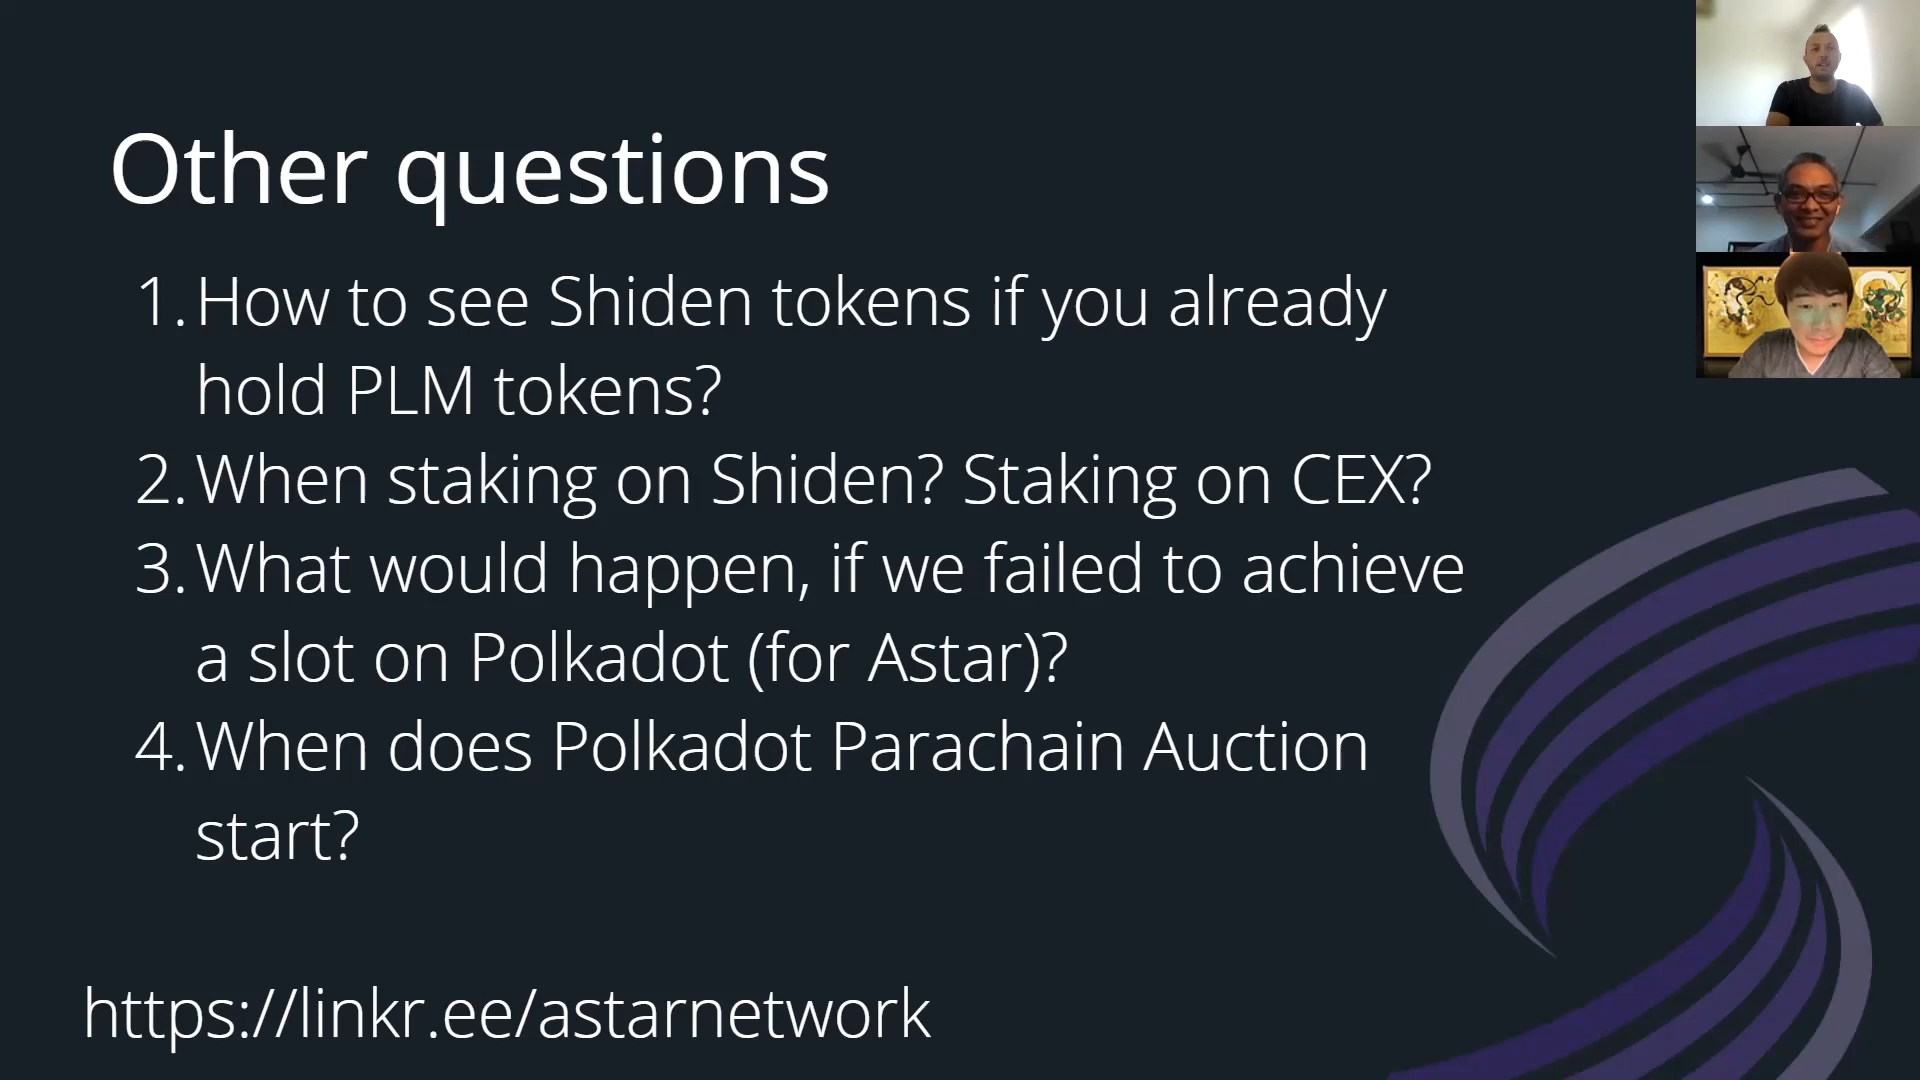 Other questions
1. How to see Shiden tokens if you already
hold PLM tokens?
2. When staking on Shiden? Staking on CEX?
3. What would happen, if we failed to achieve
a slot on Polkadot (for Astar)?
4. When does Polkadot Parachain Auction
start?
https://linkr.ee/astarnetwork